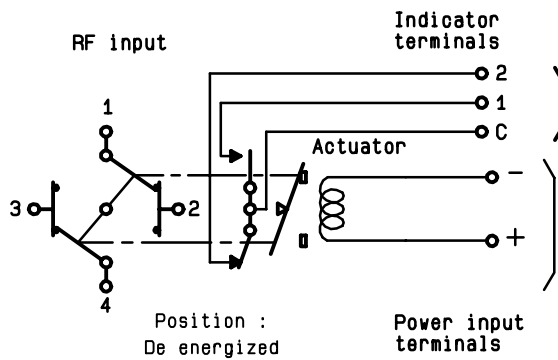 Indicator
terminals
RF input
2
1
C
1
Actuator
-
3
2
+
4
Position :
De energized
Power input
terminals